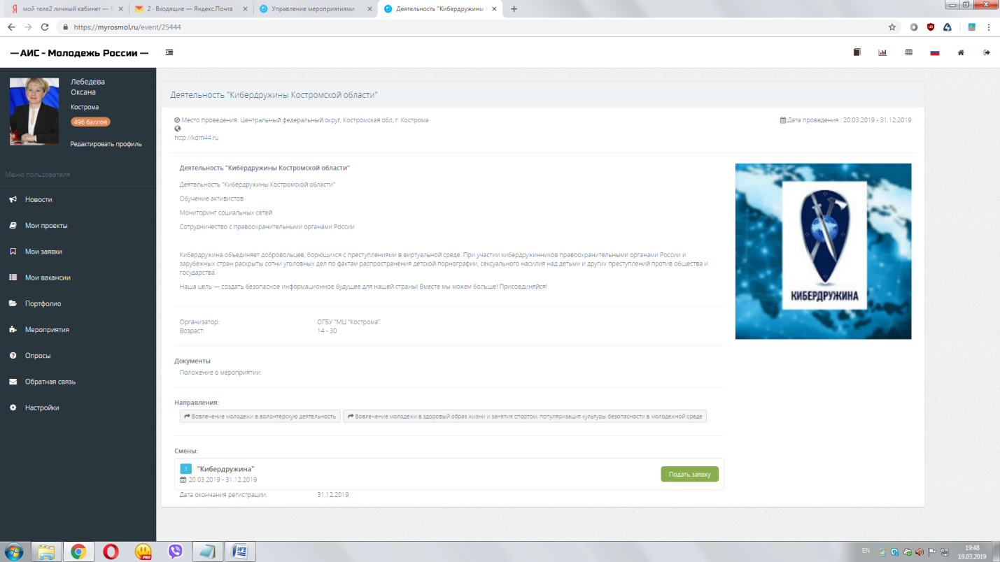 мой теле2 личный кабинет — Я
2 - Входящие — Яндекс.Почта
Управление мероприятиями
Деятельность "Кибердружины
https://myrosmol.ru/event/25444
— АИС - Молодежь России —
Лебедева
Оксана
Кострома
496 баллов
Редактировать профиль
Меню пользователя
Новости
Мои проекты
Мои заявки
Мои вакансии
Портфолио
Мероприятия
Опросы
Обратная связь
Настройки
Деятельность "Кибердружины Костромской области"
Место проведения: Центральный федеральный округ, Костромская обл, г. Кострома
Дата проведения : 20.03.2019 - 31.12.2019
http://kdm44.ru
Деятельность "Кибердружины Костромской области"
Деятельность "Кибердружины Костромской области"
Обучение активистов
Мониторинг социальных сетей
Сотрудничество с правоохранительными органами России
Кибердружина объединяет добровольцев, борющихся с преступлениями в виртуальной среде. При участии кибердружинников правоохранительными органами России и
зарубежных стран раскрыты сотни уголовных дел по фактам распространения детской порнографии, сексуального насилия над детьми и других преступлений против общества и
государства.
Наша цель — создать безопасное информационное будущее для нашей страны! Вместе мы можем больше! Присоединяйся!
КИБЕРДРУЖИНА
Организатор: ОГБУ "МЦ "Кострома"
Возраст: 14 - 30
Документы
Положение о мероприятии:
Направления:
Вовлечение молодежи в волонтерскую деятельность
Вовлечение молодежи в здоровый образ жизни и занятия спортом, популяризация культуры безопасности в молодежной среде
Смены:
1 "Кибердружина"
20.03.2019 - 31.12.2019
Подать заявку
Дата окончания регистрации: 31.12.2019
PRO
EN
19:48
19.03.2019